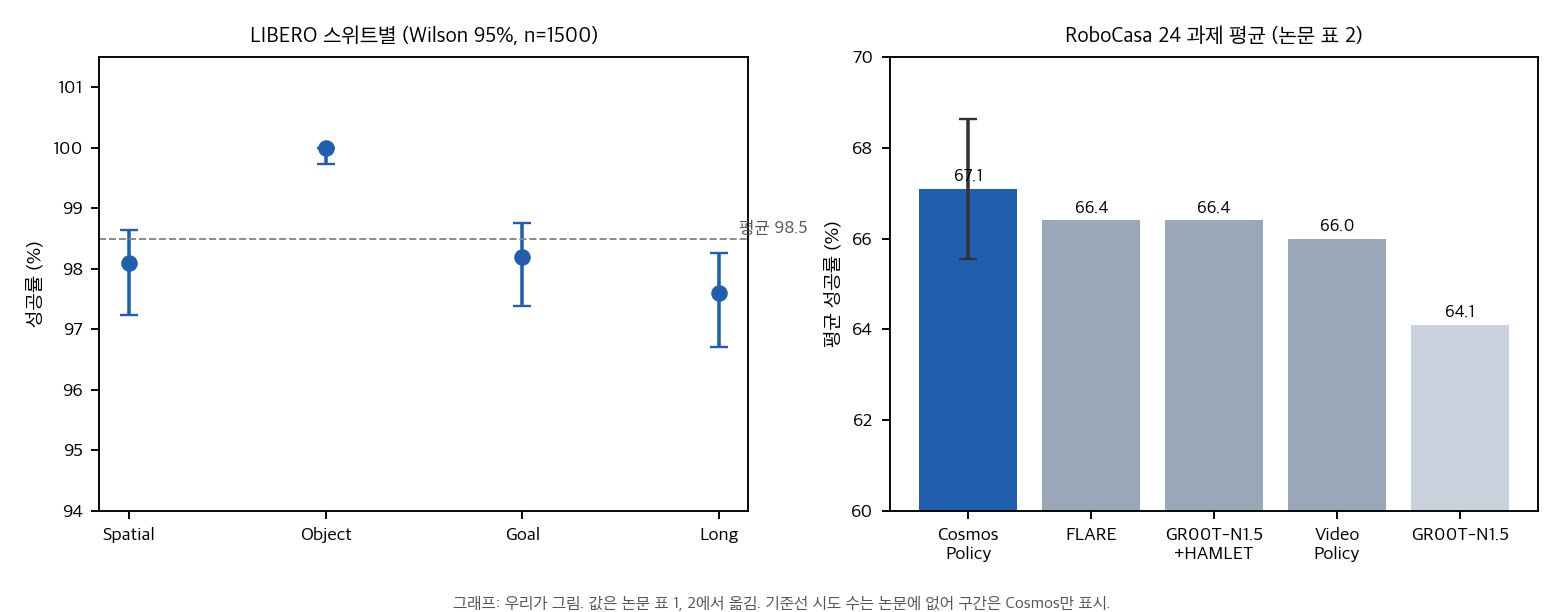 LIBERO 스위트별 (Wilson 95%, n=1500)
성공률 (%)
101
100
99
98
97
96
95
94
평균 98.5
Spatial Object Goal Long
RoboCasa 24 과제 평균 (논문 표 2)
평균 성공률 (%)
70
68
66
64
62
60
67.1 66.4 66.4 66.0 64.1
Cosmos FLARE GR00T-N1.5 Video GR00T-N1.5
Policy +HAMLET Policy
그래프: 우리가 그림. 값은 논문 표 1, 2에서 옮김. 기준선 시도 수는 논문에 없어 구간은 Cosmos만 표시.